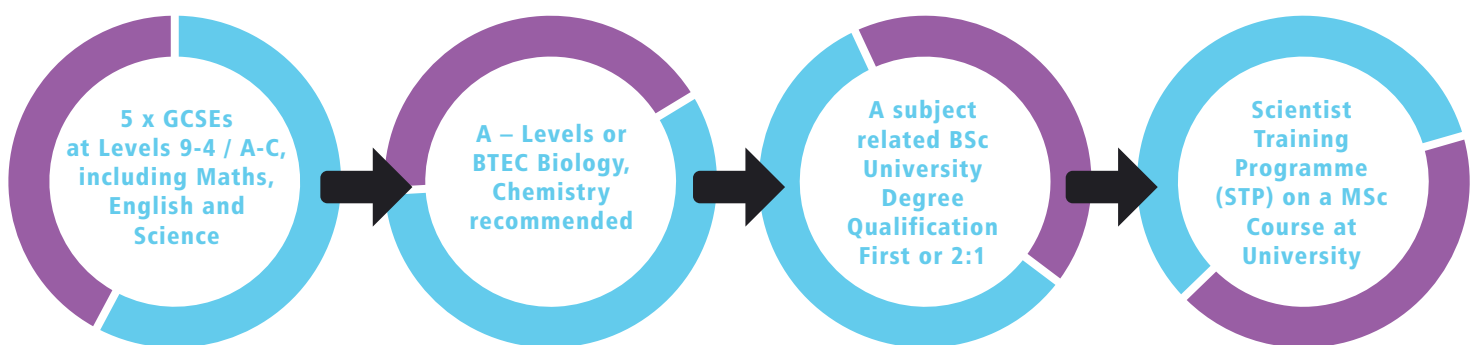 5 x GCSEs
at Levels 9-4 / A-C,
including Maths,
English and
Science
A – Levels or
BTEC Biology,
Chemistry
recommended
A subject
related BSc
University
Degree
Qualification
First or 2:1
Scientist
Training
Programme
(STP) on a MSc
Course at
University